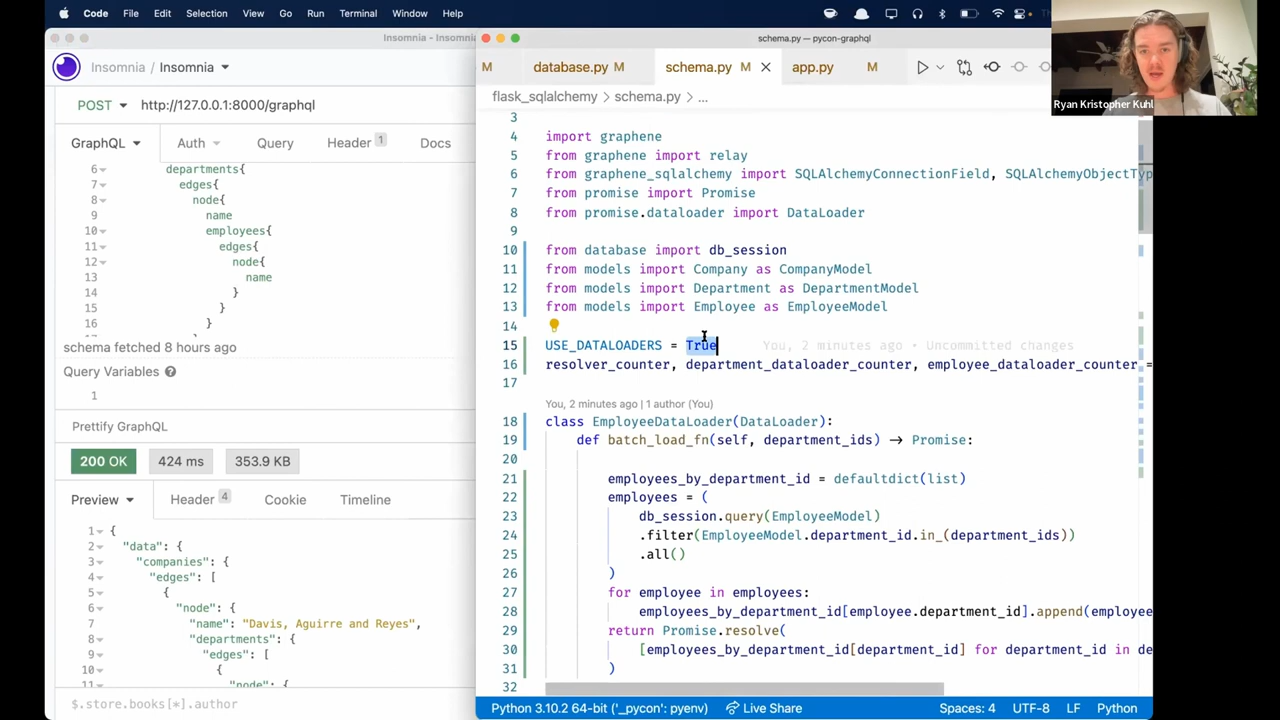 Code File Edit Selection View Go Run Terminal Window Help
Insomnia - Insomnia
Insomnia / Insomnia
POST http://127.0.0.1:8000/graphql
GraphQL Auth Query Header 1 Docs
6 departments{
7 edges{
8 node{
9 name
10 employees{
11 edges{
12 node{
13 name
14 }
15 }
16 }
schema fetched 8 hours ago
Query Variables
1
Prettify GraphQL
200 OK 424 ms 353.9 KB
Preview Header 4 Cookie Timeline
1 {
2 "data": {
3 "companies": {
4 "edges": [
5 {
6 "node": {
7 "name": "Davis, Aguirre and Reyes",
8 "departments": {
9 "edges": [
10 {
11 "node": {
$.store.books[*].author
schema.py — pycon-graphql
M database.py M schema.py M app.py M
flask_sqlalchemy > schema.py > ...
3
4 import graphene
5 from graphene import relay
6 from graphene_sqlalchemy import SQLAlchemyConnectionField, SQLAlchemyObjectTyp
7 from promise import Promise
8 from promise.dataloader import DataLoader
9
10 from database import db_session
11 from models import Company as CompanyModel
12 from models import Department as DepartmentModel
13 from models import Employee as EmployeeModel
14
15 USE_DATALOADERS = True You, 2 minutes ago • Uncommitted changes
16 resolver_counter, department_dataloader_counter, employee_dataloader_counter =
17
You, 2 minutes ago | 1 author (You)
18 class EmployeeDataLoader(DataLoader):
19 def batch_load_fn(self, department_ids) → Promise:
20
21 employees_by_department_id = defaultdict(list)
22 employees = (
23 db_session.query(EmployeeModel)
24 .filter(EmployeeModel.department_id.in_(department_ids))
25 .all()
26 )
27 for employee in employees:
28 employees_by_department_id[employee.department_id].append(employee
29 return Promise.resolve(
30 [employees_by_department_id[department_id] for department_id in de
31 )
32
Python 3.10.2 64-bit ('_pycon': pyenv) Live Share Spaces: 4 UTF-8 LF Python
Ryan Kristopher Kuhl